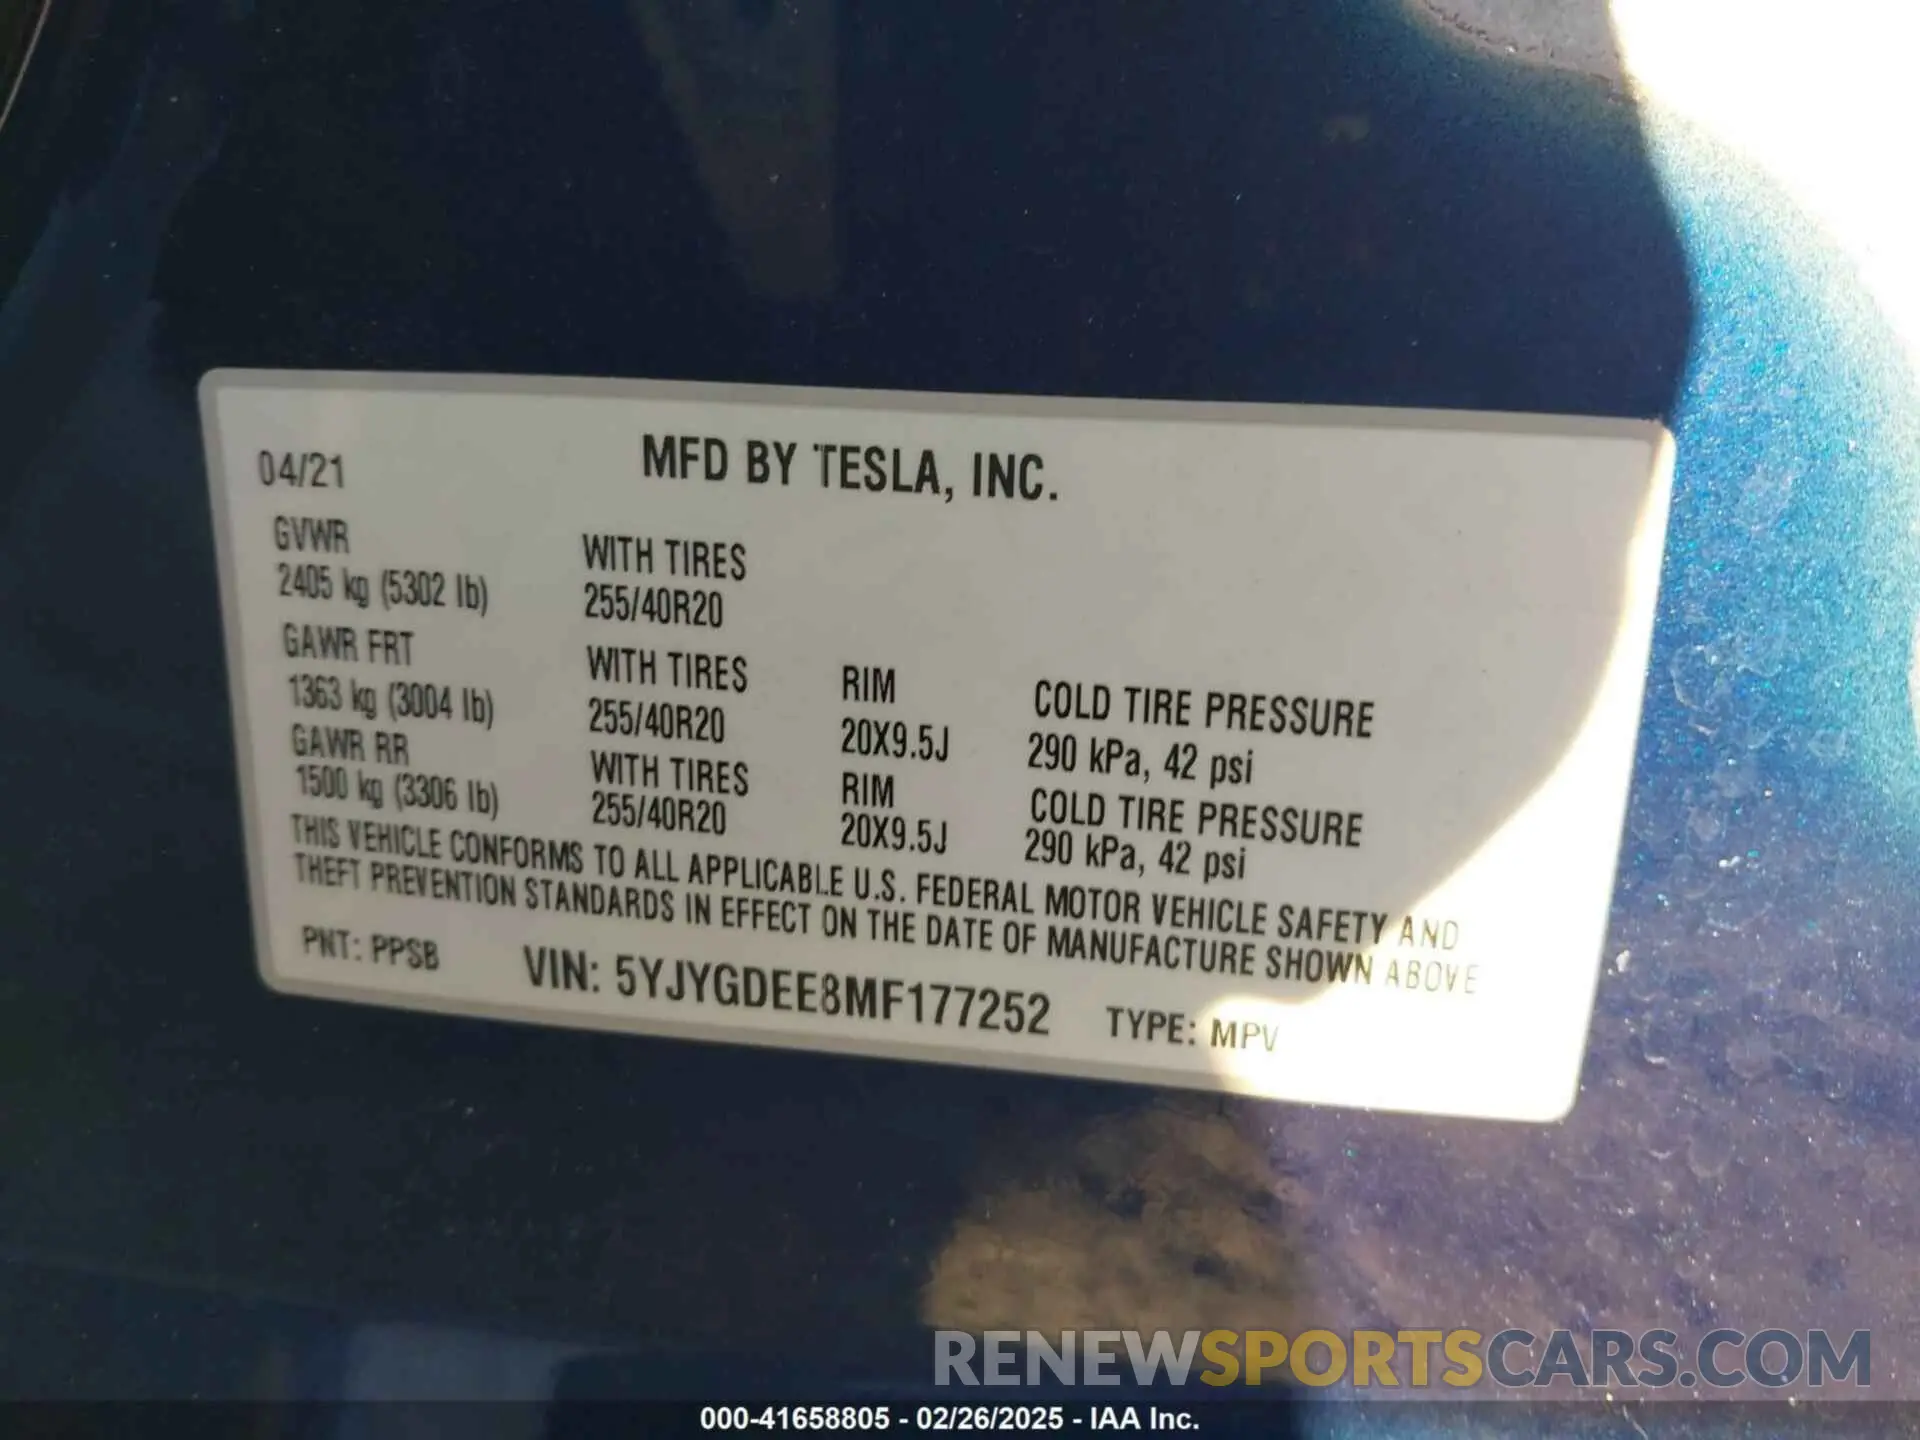 04/21 MFD BY TESLA, INC.
GVWR
2405 kg (5302 lb)
WITH TIRES
255/40R20
GAWR FRT
1363 kg (3004 lb)
WITH TIRES
255/40R20
RIM
20X9.5J
COLD TIRE PRESSURE
290 kPa, 42 psi
GAWR RR
1500 kg (3306 lb)
WITH TIRES
255/40R20
RIM
20X9.5J
COLD TIRE PRESSURE
290 kPa, 42 psi
THIS VEHICLE CONFORMS TO ALL APPLICABLE U.S. FEDERAL MOTOR VEHICLE SAFETY AND
THEFT PREVENTION STANDARDS IN EFFECT ON THE DATE OF MANUFACTURE SHOWN ABOVE
PNT: PPSB VIN: 5YJYGDEE8MF177252 TYPE: MPV
RENEWSPORTSCARS.COM
000-41658805 - 02/26/2025 - IAA Inc.